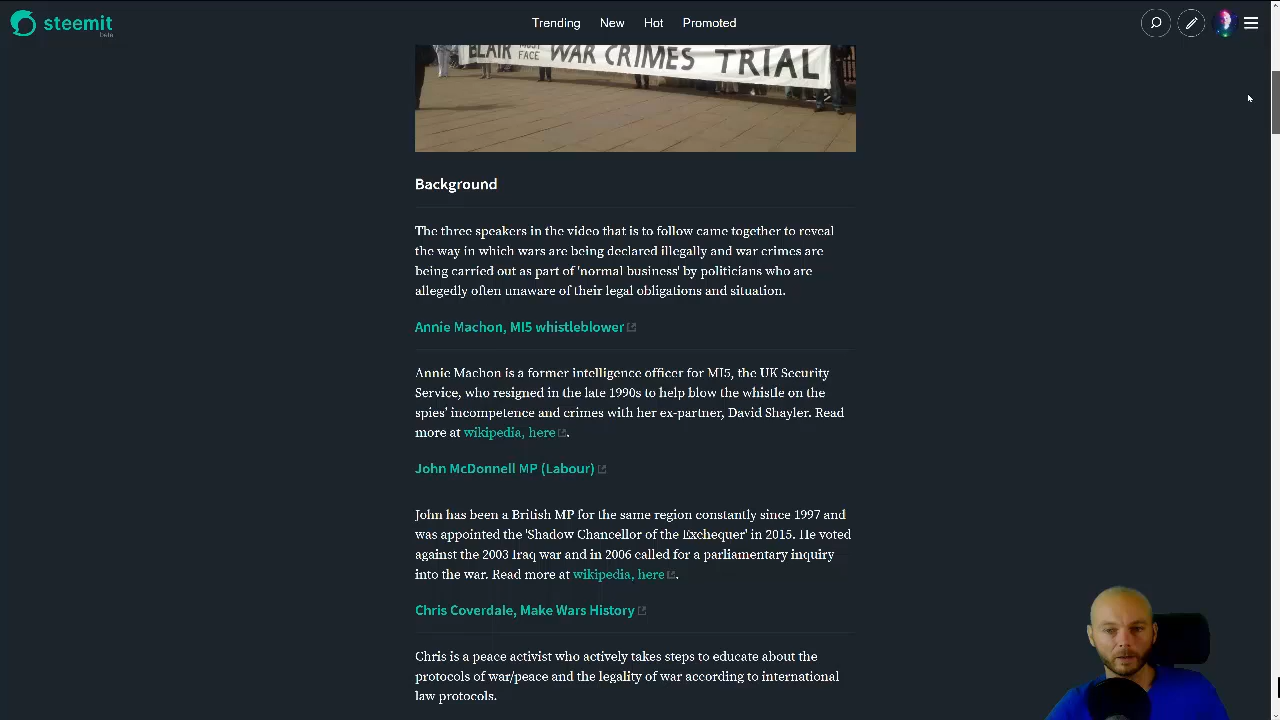 steemit
beta
Trending New Hot Promoted
BLAIR MUST FACE WAR CRIMES TRIAL
Background
The three speakers in the video that is to follow came together to reveal
the way in which wars are being declared illegally and war crimes are
being carried out as part of 'normal business' by politicians who are
allegedly often unaware of their legal obligations and situation.
Annie Machon, MI5 whistleblower
Annie Machon is a former intelligence officer for MI5, the UK Security
Service, who resigned in the late 1990s to help blow the whistle on the
spies' incompetence and crimes with her ex-partner, David Shayler. Read
more at wikipedia, here.
John McDonnell MP (Labour)
John has been a British MP for the same region constantly since 1997 and
was appointed the 'Shadow Chancellor of the Exchequer' in 2015. He voted
against the 2003 Iraq war and in 2006 called for a parliamentary inquiry
into the war. Read more at wikipedia, here.
Chris Coverdale, Make Wars History
Chris is a peace activist who actively takes steps to educate about the
protocols of war/peace and the legality of war according to international
law protocols.